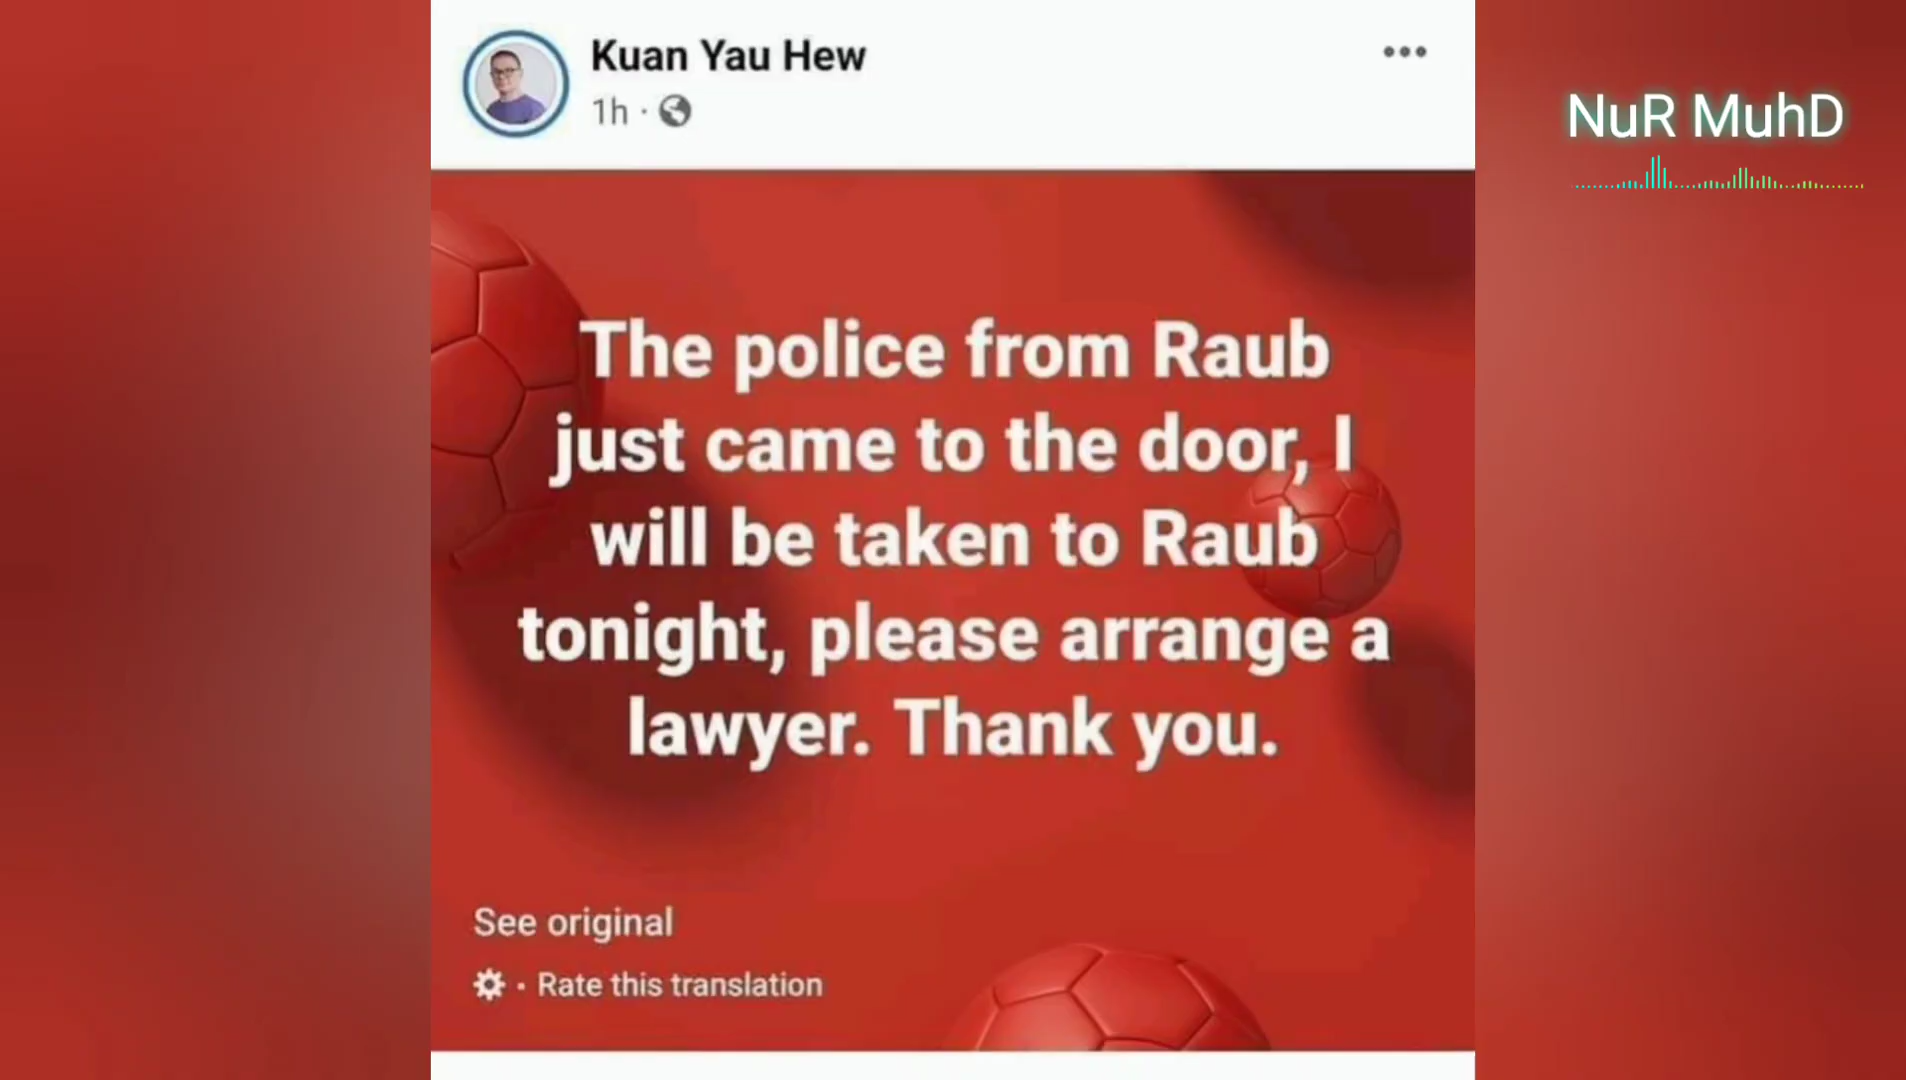 Kuan Yau Hew
1h ·
NuR MuhD
The police from Raub
just came to the door, I
will be taken to Raub
tonight, please arrange a
lawyer. Thank you.
See original
· Rate this translation